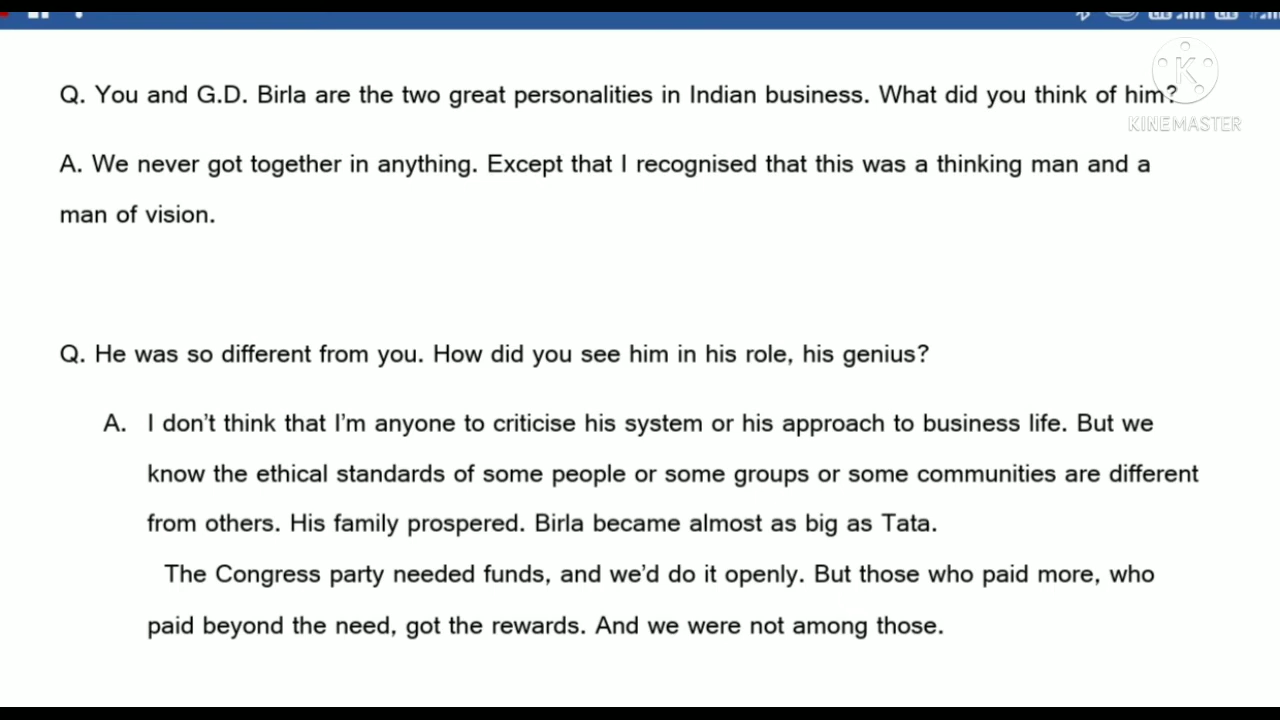 Q. You and G.D. Birla are the two great personalities in Indian business. What did you think of him?
KINEMASTER
A. We never got together in anything. Except that I recognised that this was a thinking man and a
man of vision.
Q. He was so different from you. How did you see him in his role, his genius?
A. I don't think that I'm anyone to criticise his system or his approach to business life. But we
know the ethical standards of some people or some groups or some communities are different
from others. His family prospered. Birla became almost as big as Tata.
The Congress party needed funds, and we'd do it openly. But those who paid more, who
paid beyond the need, got the rewards. And we were not among those.